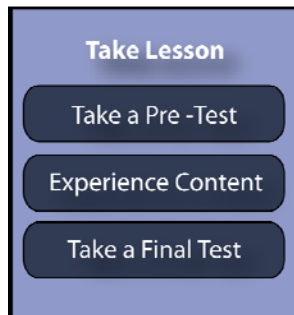 Take Lesson
Take a Pre -Test
Experience Content
Take a Final Test